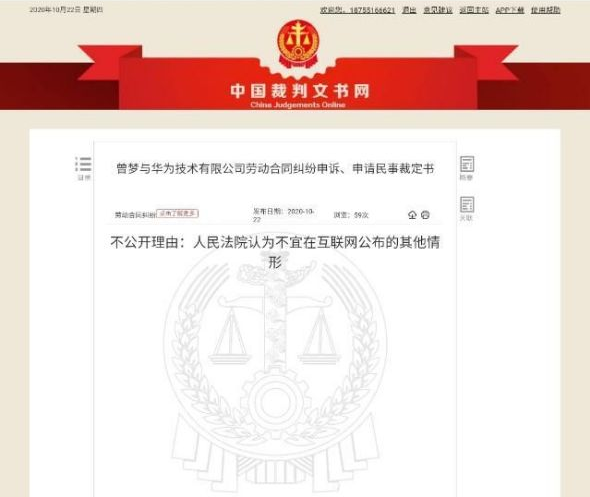 2020年10月22日 星期四
欢迎您，18755166621 退出 意见建议 返回主站 APP下载 使用帮助
中国裁判文书网
China Judgements Online
目录
曾梦与华为技术有限公司劳动合同纠纷申诉、申请民事裁定书
概要
关联
劳动合同纠纷 点击了解更多
发布日期：2020-10-
22
浏览：59次
不公开理由：人民法院认为不宜在互联网公布的其他情
形